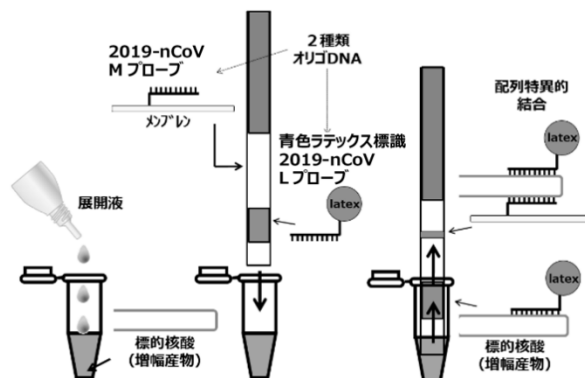 2019-nCoV
M プローブ
メンブレン
２種類
オリゴDNA
青色ラテックス標識
2019-nCoV
L プローブ
latex
展開液
標的核酸
（増幅産物）
配列特異的
結合
latex
latex
標的核酸
（増幅産物）